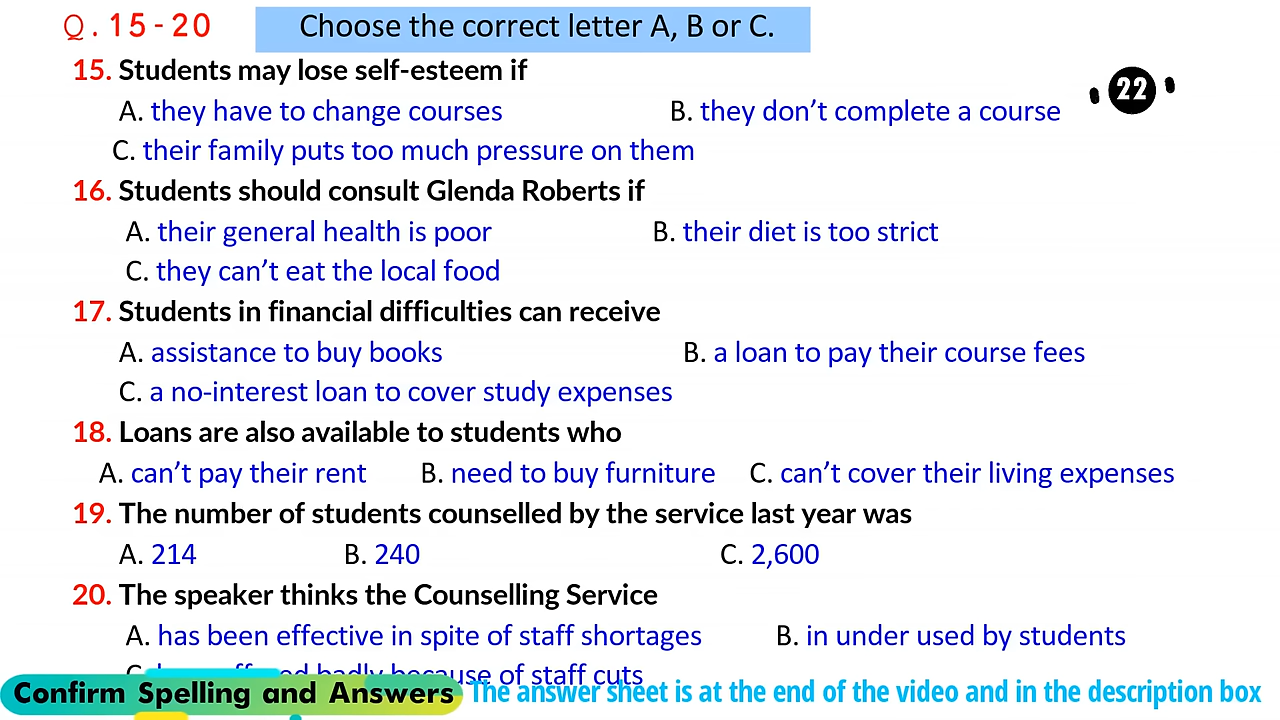 Q.15-20 Choose the correct letter A, B or C.
15. Students may lose self-esteem if
22
A. they have to change courses B. they don’t complete a course
C. their family puts too much pressure on them
16. Students should consult Glenda Roberts if
A. their general health is poor B. their diet is too strict
C. they can’t eat the local food
17. Students in financial difficulties can receive
A. assistance to buy books B. a loan to pay their course fees
C. a no-interest loan to cover study expenses
18. Loans are also available to students who
A. can’t pay their rent B. need to buy furniture C. can’t cover their living expenses
19. The number of students counselled by the service last year was
A. 214 B. 240 C. 2,600
20. The speaker thinks the Counselling Service
A. has been effective in spite of staff shortages B. in under used by students
badly because of staff cuts
Confirm Spelling and Answers The answer sheet is at the end of the video and in the description box